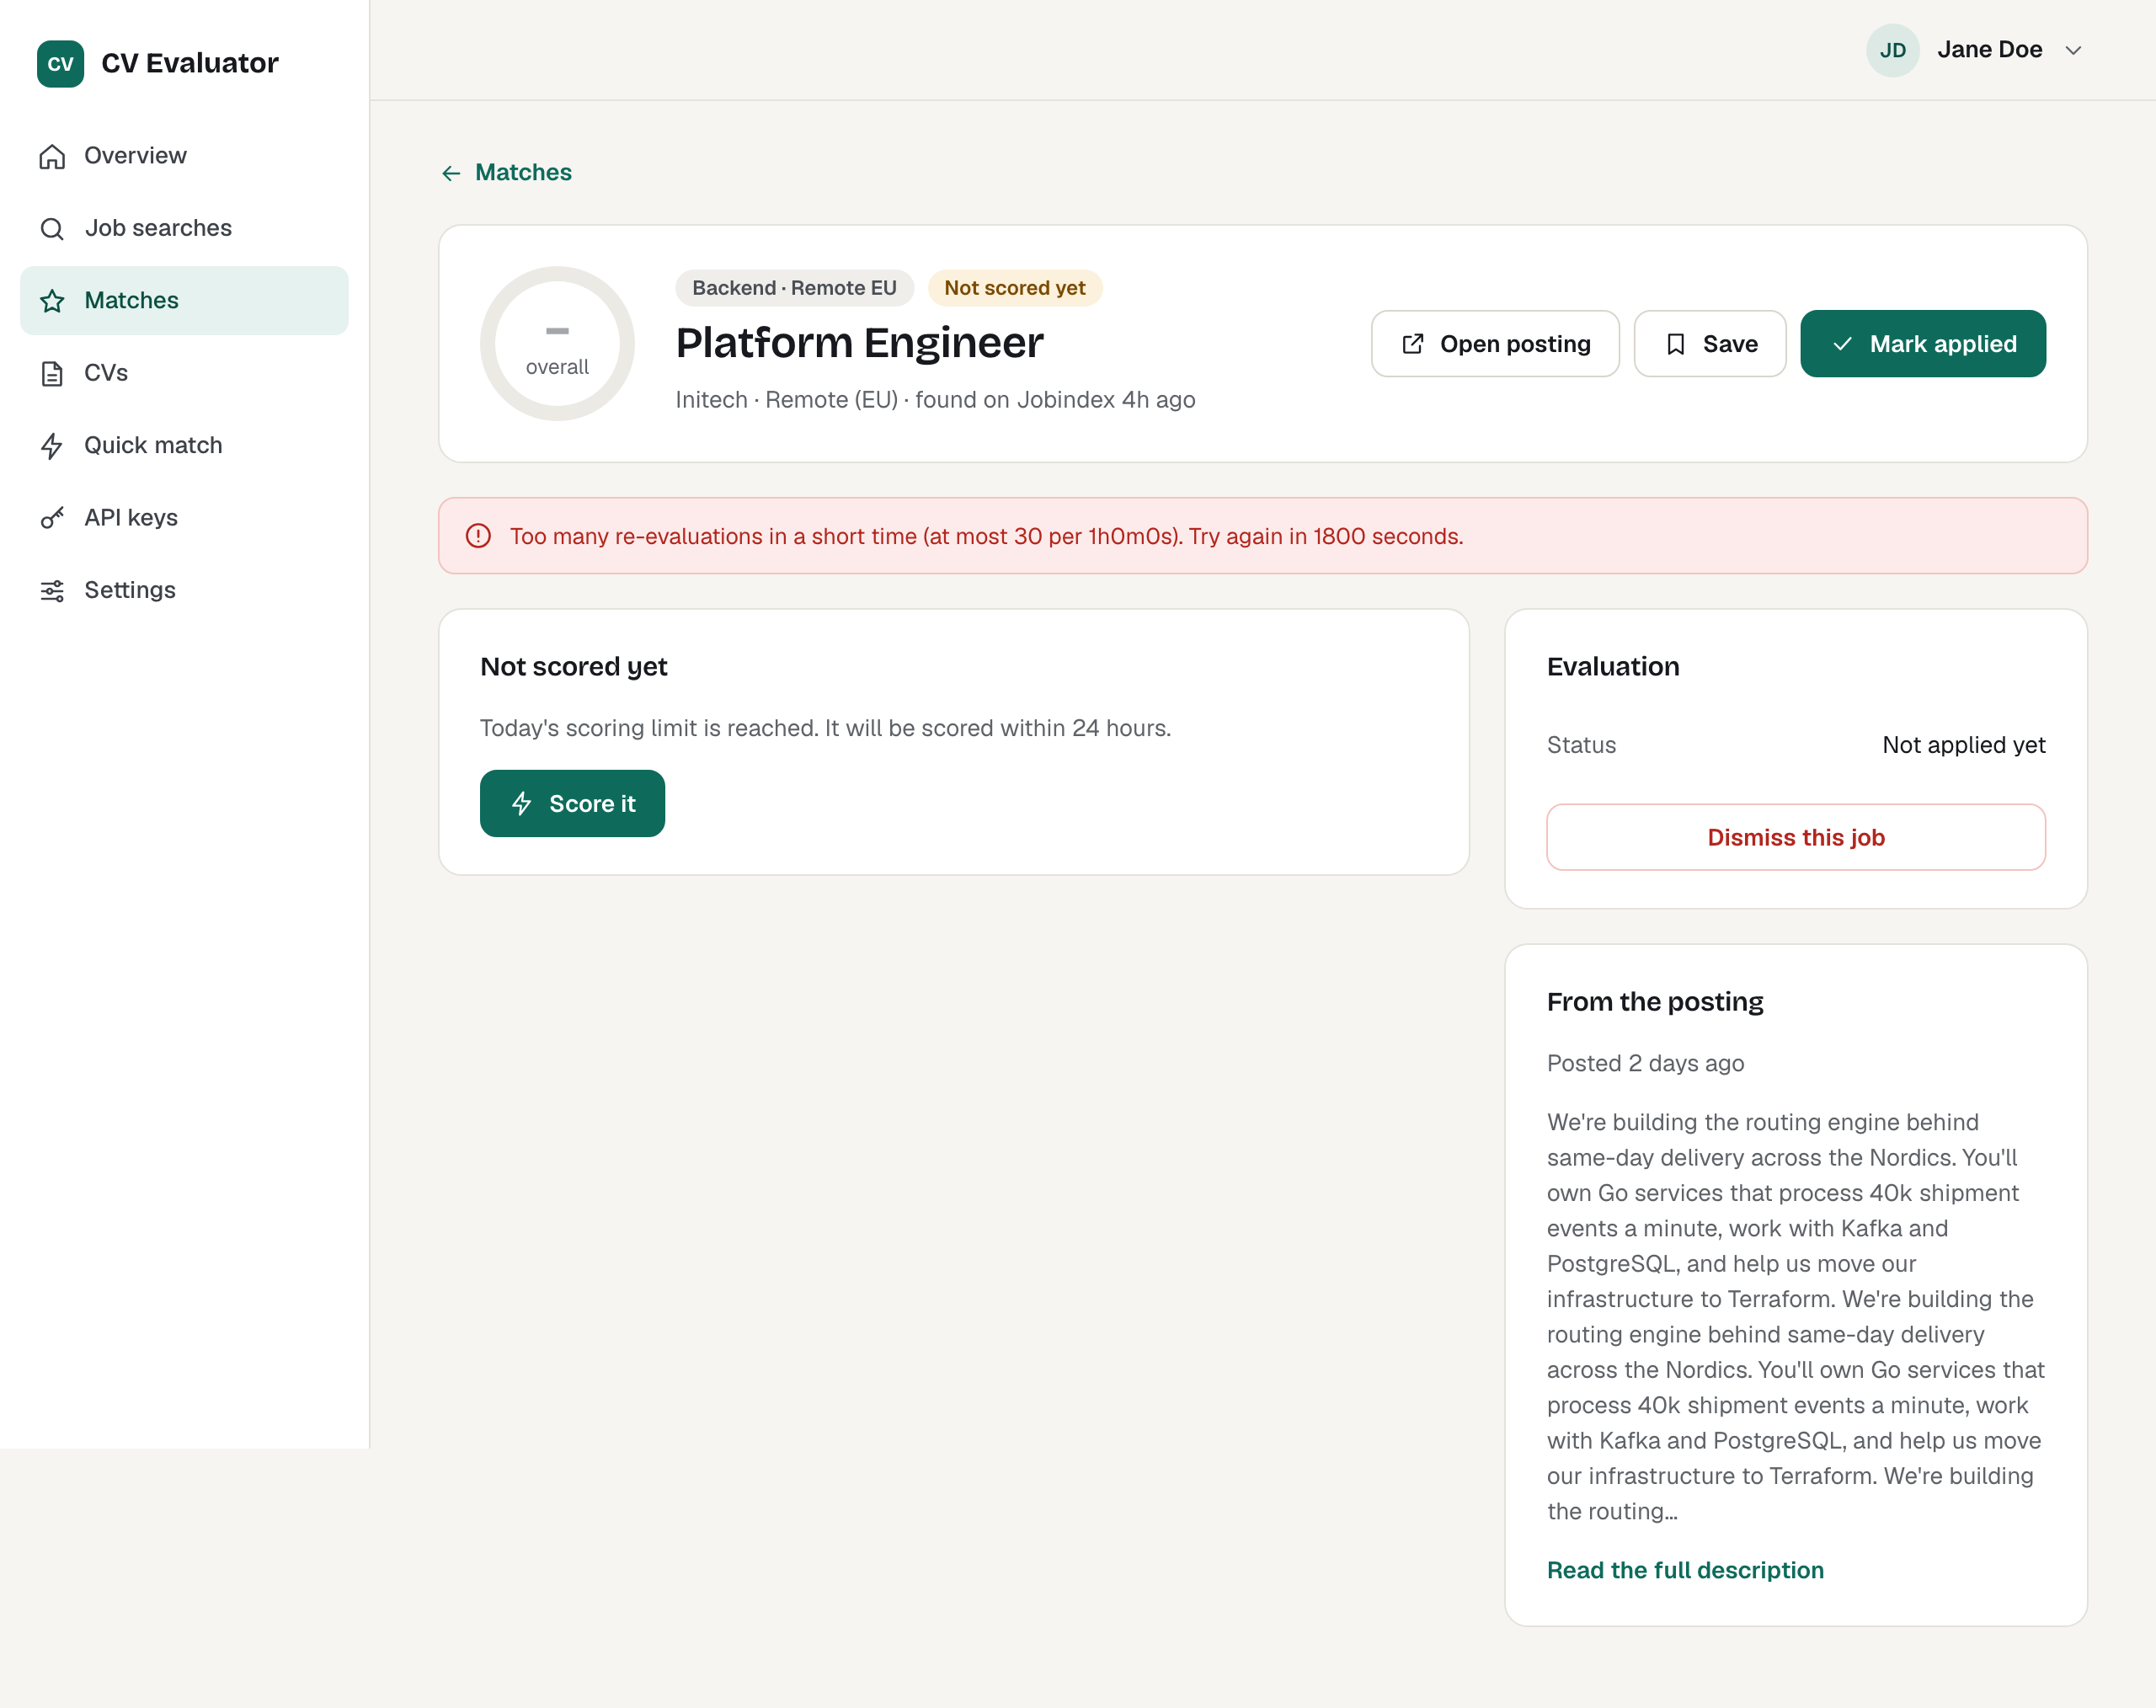 CV CV Evaluator
JD Jane Doe
Overview
Job searches
Matches
CVs
Quick match
API keys
Settings
Matches
– overall
Backend · Remote EU
Not scored yet
Platform Engineer
Initech · Remote (EU) · found on Jobindex 4h ago
Open posting
Save
Mark applied
Too many re-evaluations in a short time (at most 30 per 1h0m0s). Try again in 1800 seconds.
Not scored yet
Today's scoring limit is reached. It will be scored within 24 hours.
Score it
Evaluation
Status Not applied yet
Dismiss this job
From the posting
Posted 2 days ago
We're building the routing engine behind
same-day delivery across the Nordics. You'll
own Go services that process 40k shipment
events a minute, work with Kafka and
PostgreSQL, and help us move our
infrastructure to Terraform. We're building the
routing engine behind same-day delivery
across the Nordics. You'll own Go services that
process 40k shipment events a minute, work
with Kafka and PostgreSQL, and help us move
our infrastructure to Terraform. We're building
the routing…
Read the full description